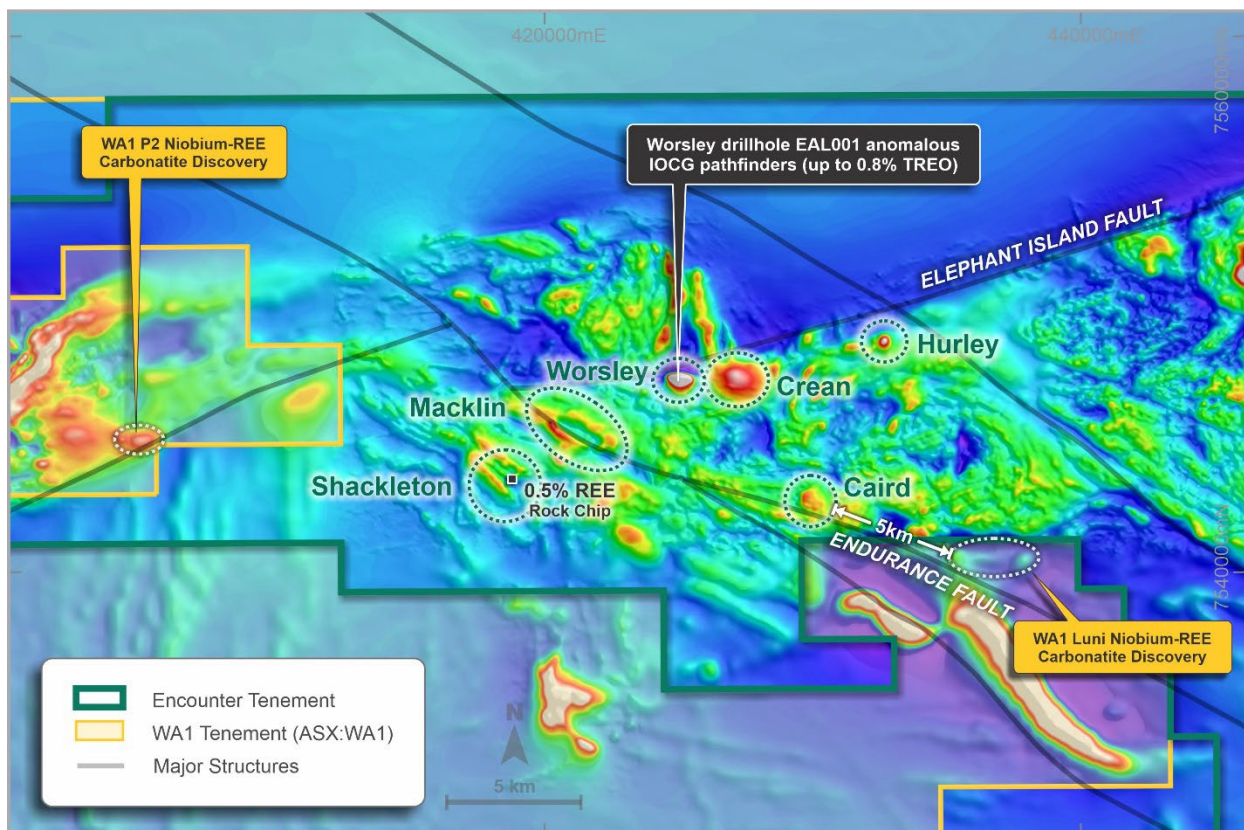 420000mE
440000mE
7560000mN
WA1 P2 Niobium-REE
Carbonatite Discovery
Worsley drillhole EAL001 anomalous
IOCG pathfinders (up to 0.8% TREO)
ELEPHANT ISLAND FAULT
Hurley
Worsley
Crean
Macklin
Shackleton
0.5% REE
Rock Chip
Caird
5km
ENDURANCE FAULT
7540000mN
WA1 Luni Niobium-REE
Carbonatite Discovery
Encounter Tenement
WA1 Tenement (ASX:WA1)
Major Structures
N
5 km